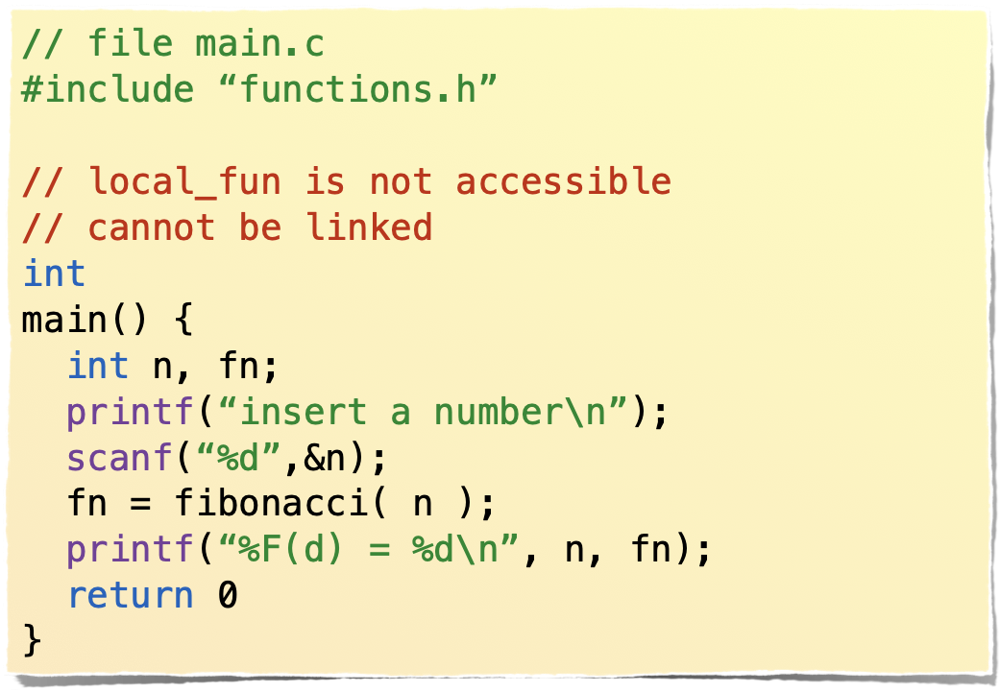 // file main.c
#include “functions.h”
// local_fun is not accessible
// cannot be linked
int
main() {
int n, fn;
printf(“insert a number\n”);
scanf(“%d”,&n);
fn = fibonacci( n );
printf(“%F(d) = %d\n”, n, fn);
return 0
}